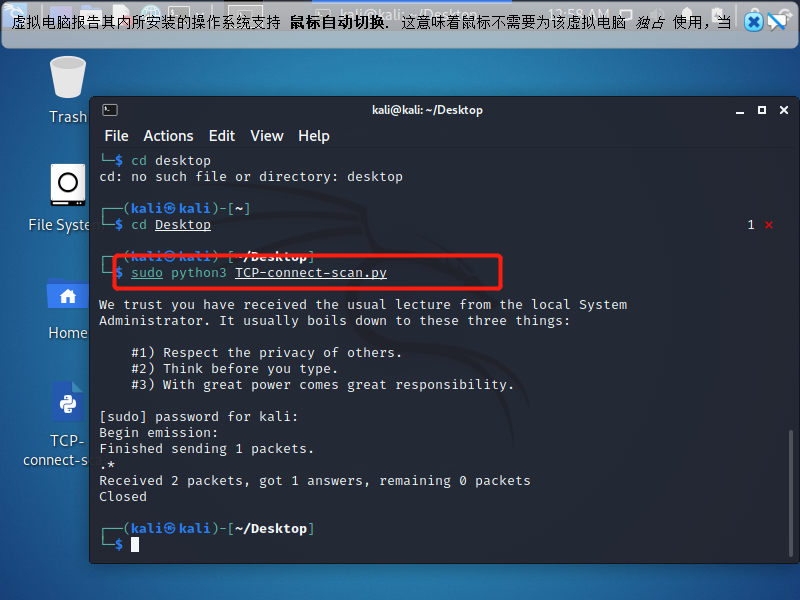 虚拟电脑报告其内所安装的操作系统支持 鼠标自动切换. 这意味着鼠标不需要为该虚拟电脑 独占 使用，当
12:58 AM
Trash
File Syste
Home
TCP-
connect-s
kali@kali: ~/Desktop
File Actions Edit View Help
└─$ cd desktop
cd: no such file or directory: desktop
┌──(kali㉿kali)-[~]
└─$ cd Desktop 1 ⨯
┌──(kali㉿kali)-[~/Desktop]
└─$ sudo python3 TCP-connect-scan.py
We trust you have received the usual lecture from the local System
Administrator. It usually boils down to these three things:
#1) Respect the privacy of others.
#2) Think before you type.
#3) With great power comes great responsibility.
[sudo] password for kali:
Begin emission:
Finished sending 1 packets.
.*
Received 2 packets, got 1 answers, remaining 0 packets
Closed
┌──(kali㉿kali)-[~/Desktop]
└─$